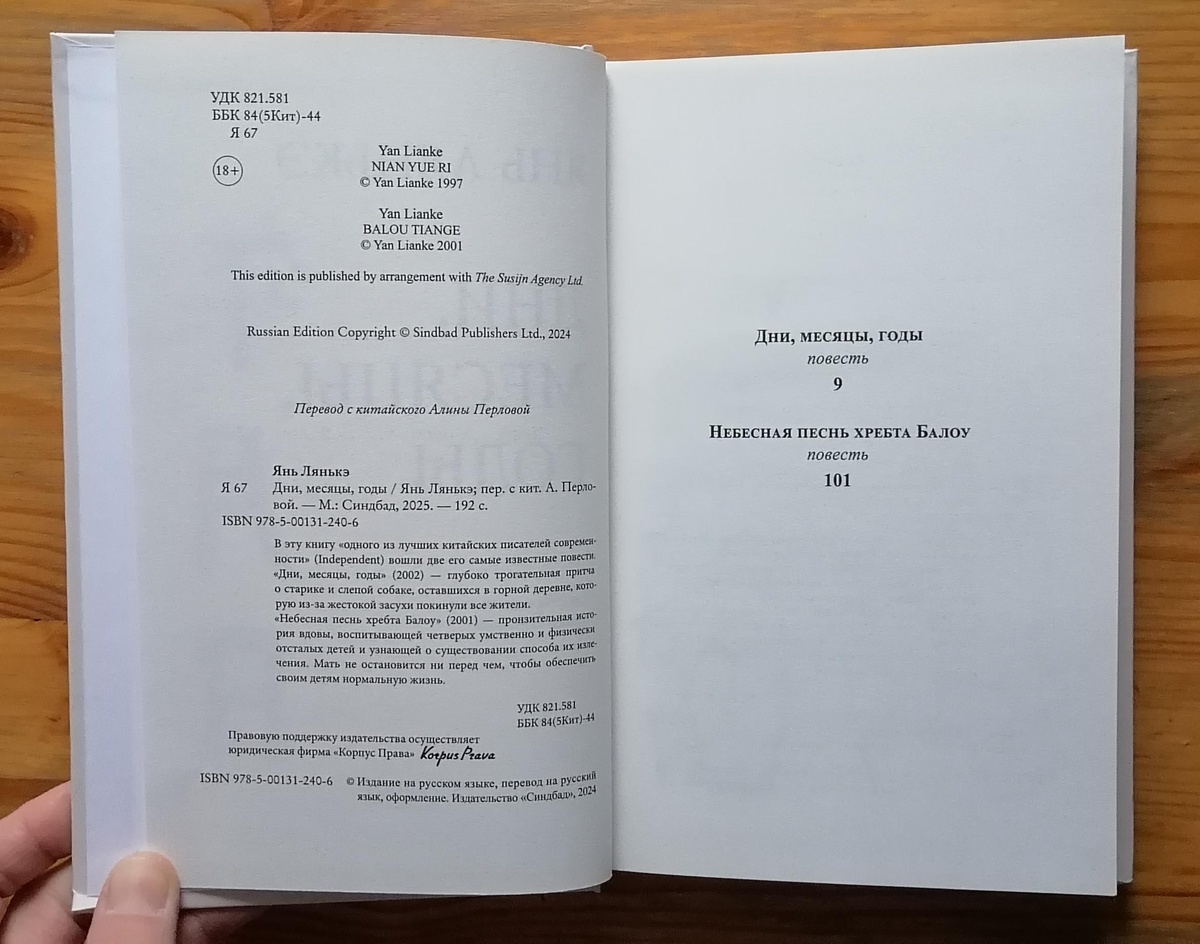 УДК 821.581
ББК 84(5Кит)-44
Я 67
18+
Yan Lianke
NIAN YUE RI
© Yan Lianke 1997
Yan Lianke
BALOU TIANGE
© Yan Lianke 2001
This edition is published by arrangement with The Susijn Agency Ltd.
Russian Edition Copyright © Sindbad Publishers Ltd., 2024
Перевод с китайского Алины Перловой
Янь Лянькэ
Я 67 Дни, месяцы, годы / Янь Лянькэ; пер. с кит. А. Перло-
вой. — М.: Синдбад, 2025. — 192 с.
ISBN 978-5-00131-240-6
В эту книгу «одного из лучших китайских писателей современ-
ности» (Independent) вошли две его самые известные повести.
«Дни, месяцы, годы» (2002) — глубоко трогательная притча
о старике и слепой собаке, оставшихся в горной деревне, кото-
рую из-за жестокой засухи покинули все жители.
«Небесная песнь хребта Балоу» (2001) — пронзительная исто-
рия вдовы, воспитывающей четверых умственно и физически
отсталых детей и узнающей о существовании способа их изле-
чения. Мать не остановится ни перед чем, чтобы обеспечить
своим детям нормальную жизнь.
УДК 821.581
ББК 84(5Кит)-44
Правовую поддержку издательства осуществляет
юридическая фирма «Корпус Права» Korpus Prava
ISBN 978-5-00131-240-6 © Издание на русском языке, перевод на русский
язык, оформление. Издательство «Синдбад», 2024
Дни, месяцы, годы
повесть
9
Небесная песнь хребта Балоу
повесть
101